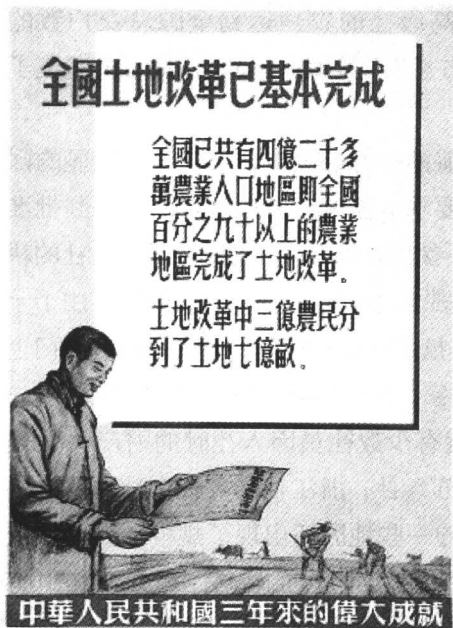 全國土地改革已基本完成
全國已共有四億二千多
萬農業人口地區即全國
百分之九十以上的農業
地區完成了土地改革.
土地改革中三億農民分
到了土地七億畝.
中華人民共和國三年來的偉大成就